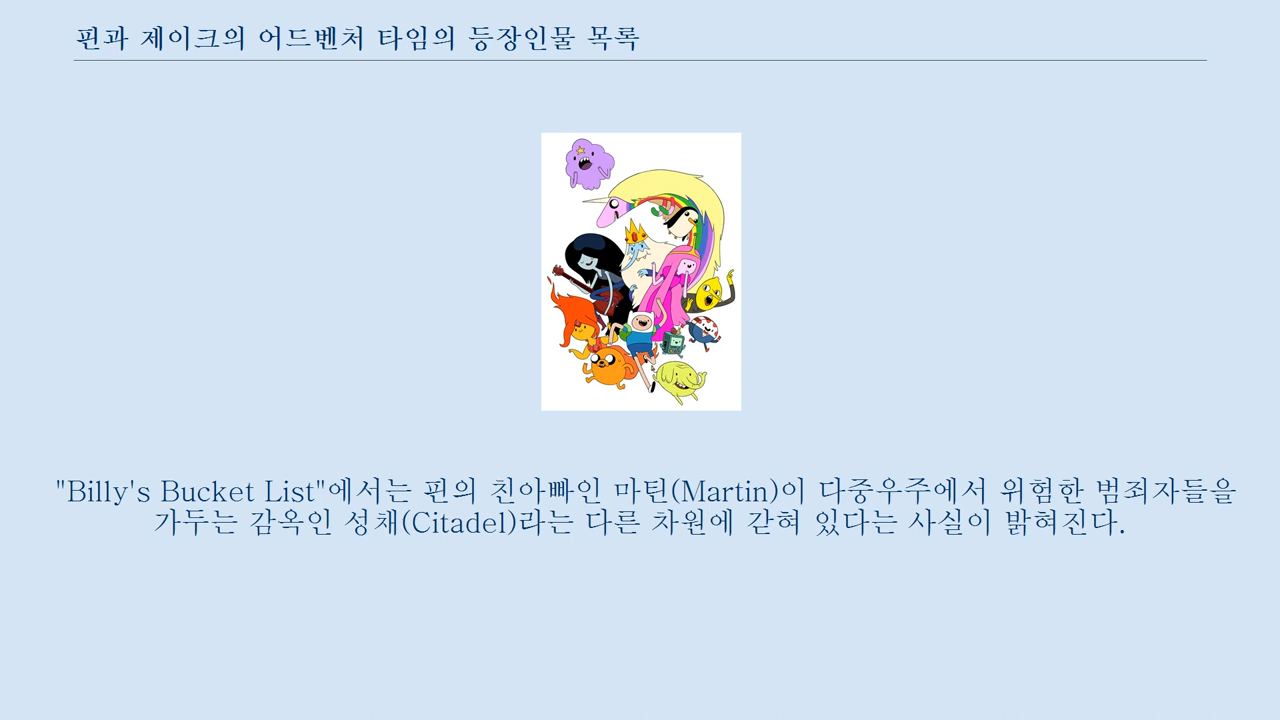 핀과 제이크의 어드벤처 타임의 등장인물 목록
"Billy's Bucket List"에서는 핀의 친아빠인 마틴(Martin)이 다중우주에서 위험한 범죄자들을
가두는 감옥인 성채(Citadel)라는 다른 차원에 갇혀 있다는 사실이 밝혀진다.